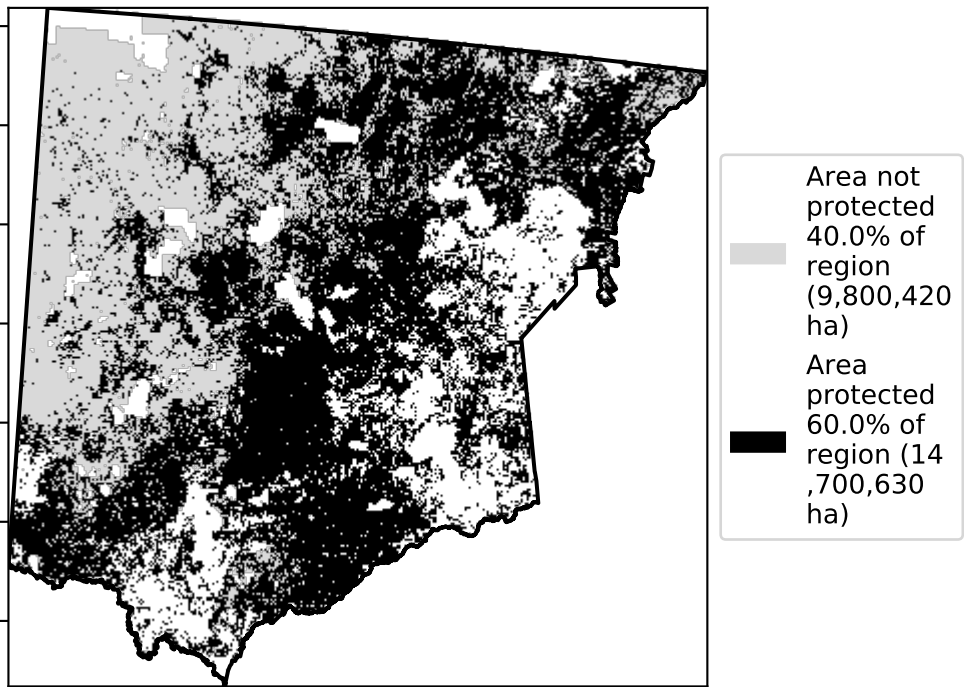 Area not
protected
40.0% of
region
(9,800,420
ha)
Area
protected
60.0% of
region (14
,700,630
ha)